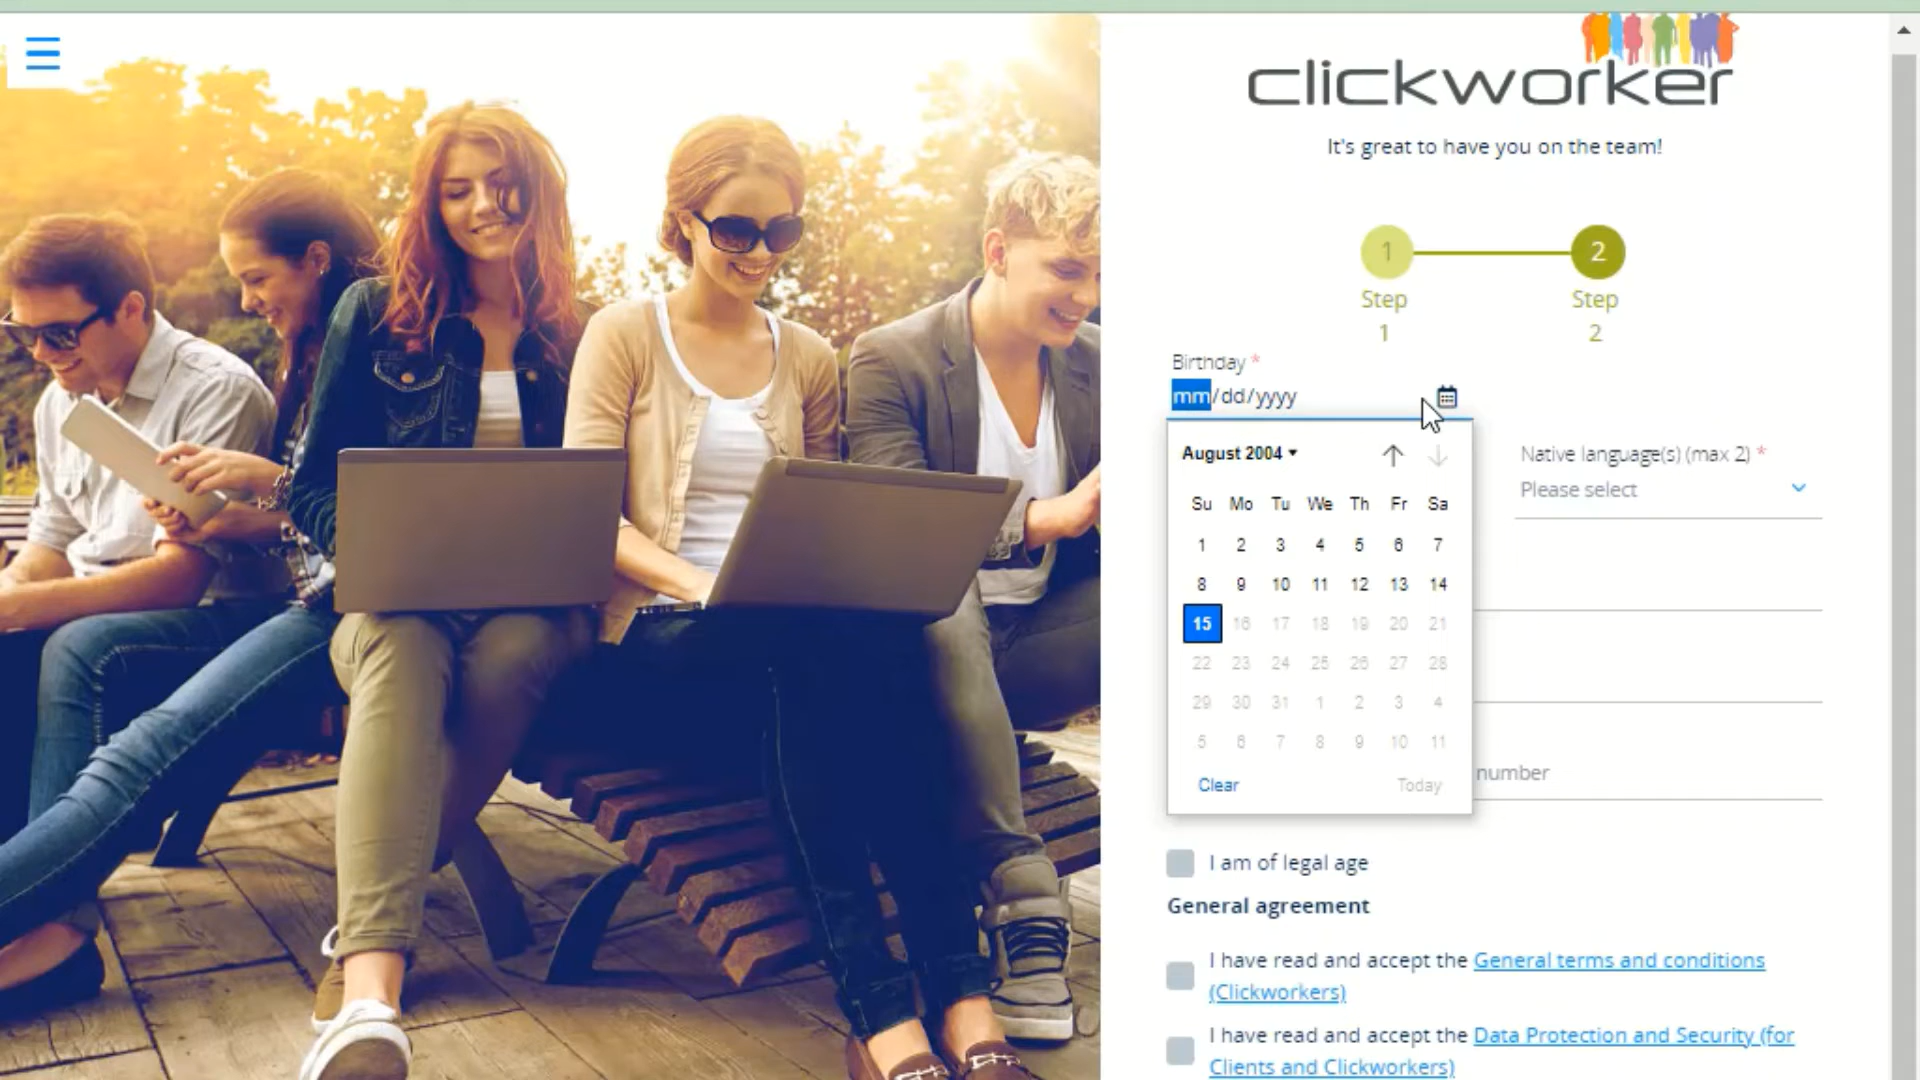 clickworker
It's great to have you on the team!
1 2
Step Step
1 2
Birthday *
mm/dd/yyyy
August 2004
Native language(s) (max 2) *
Please select
Su Mo Tu We Th Fr Sa
1 2 3 4 5 6 7
8 9 10 11 12 13 14
15 16 17 18 19 20 21
22 23 24 25 26 27 28
29 30 31 1 2 3 4
5 6 7 8 9 10 11
number
Clear Today
I am of legal age
General agreement
I have read and accept the General terms and conditions
(Clickworkers)
I have read and accept the Data Protection and Security (for
Clients and Clickworkers)